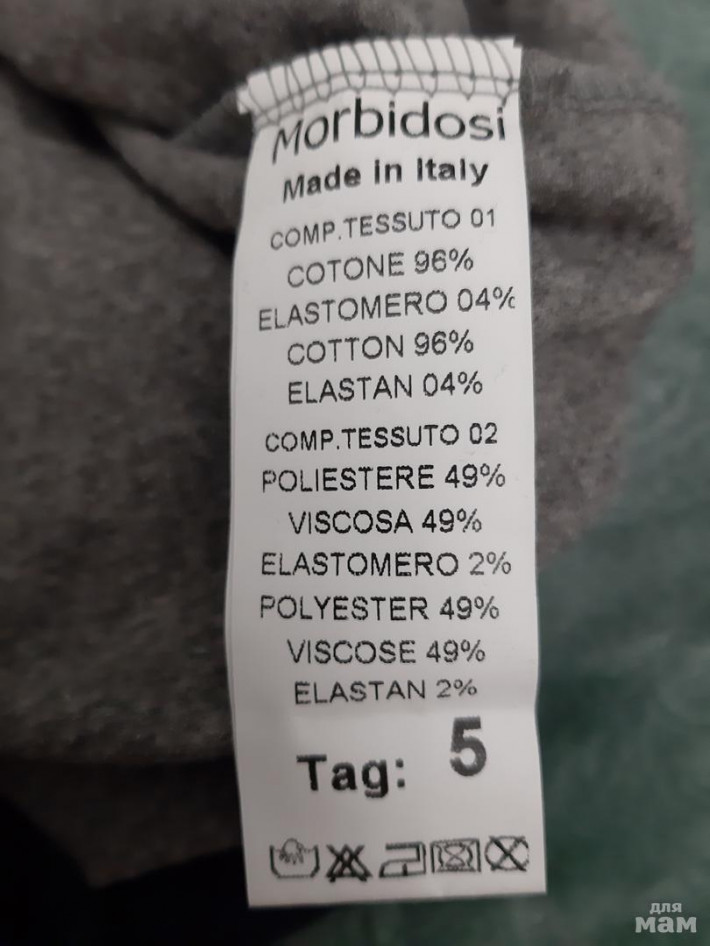 Morbidosi
Made in Italy
COMP.TESSUTO 01
COTONE 96%
ELASTOMERO 04%
COTTON 96%
ELASTAN 04%
COMP.TESSUTO 02
POLIESTERE 49%
VISCOSA 49%
ELASTOMERO 2%
POLYESTER 49%
VISCOSE 49%
ELASTAN 2%
Tag: 5
для
мам